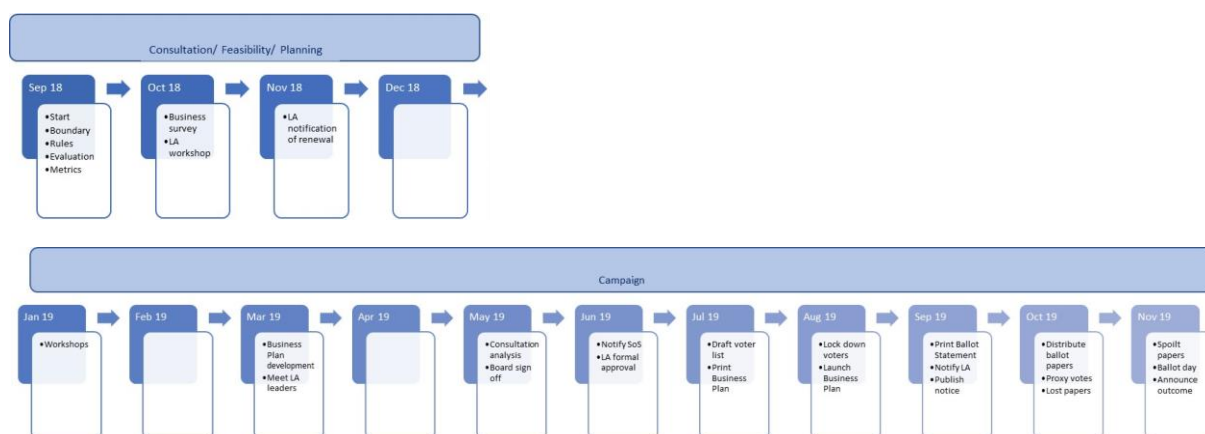 Consultation/ Feasibility/ Planning
Sep 18
•Start
•Boundary
•Rules
•Evaluation
•Metrics
Oct 18
•Business
survey
•LA
workshop
Nov 18
•LA
notification
of renewal
Dec 18
Campaign
Jan 19
•Workshops
Feb 19
Mar 19
•Business
Plan
development
•Meet LA
leaders
Apr 19
May 19
•Consultation
analysis
•Board sign
off
Jun 19
•Notify SoS
•LA formal
approval
Jul 19
•Draft voter
list
•Print
Business
Plan
Aug 19
•Lock down
voters
•Launch
Business
Plan
Sep 19
•Print Ballot
Statement
•Notify LA
•Publish
notice
Oct 19
•Distribute
ballot
papers
•Proxy votes
•Lost papers
Nov 19
•Spoilt
papers
•Ballot day
•Announce
outcome